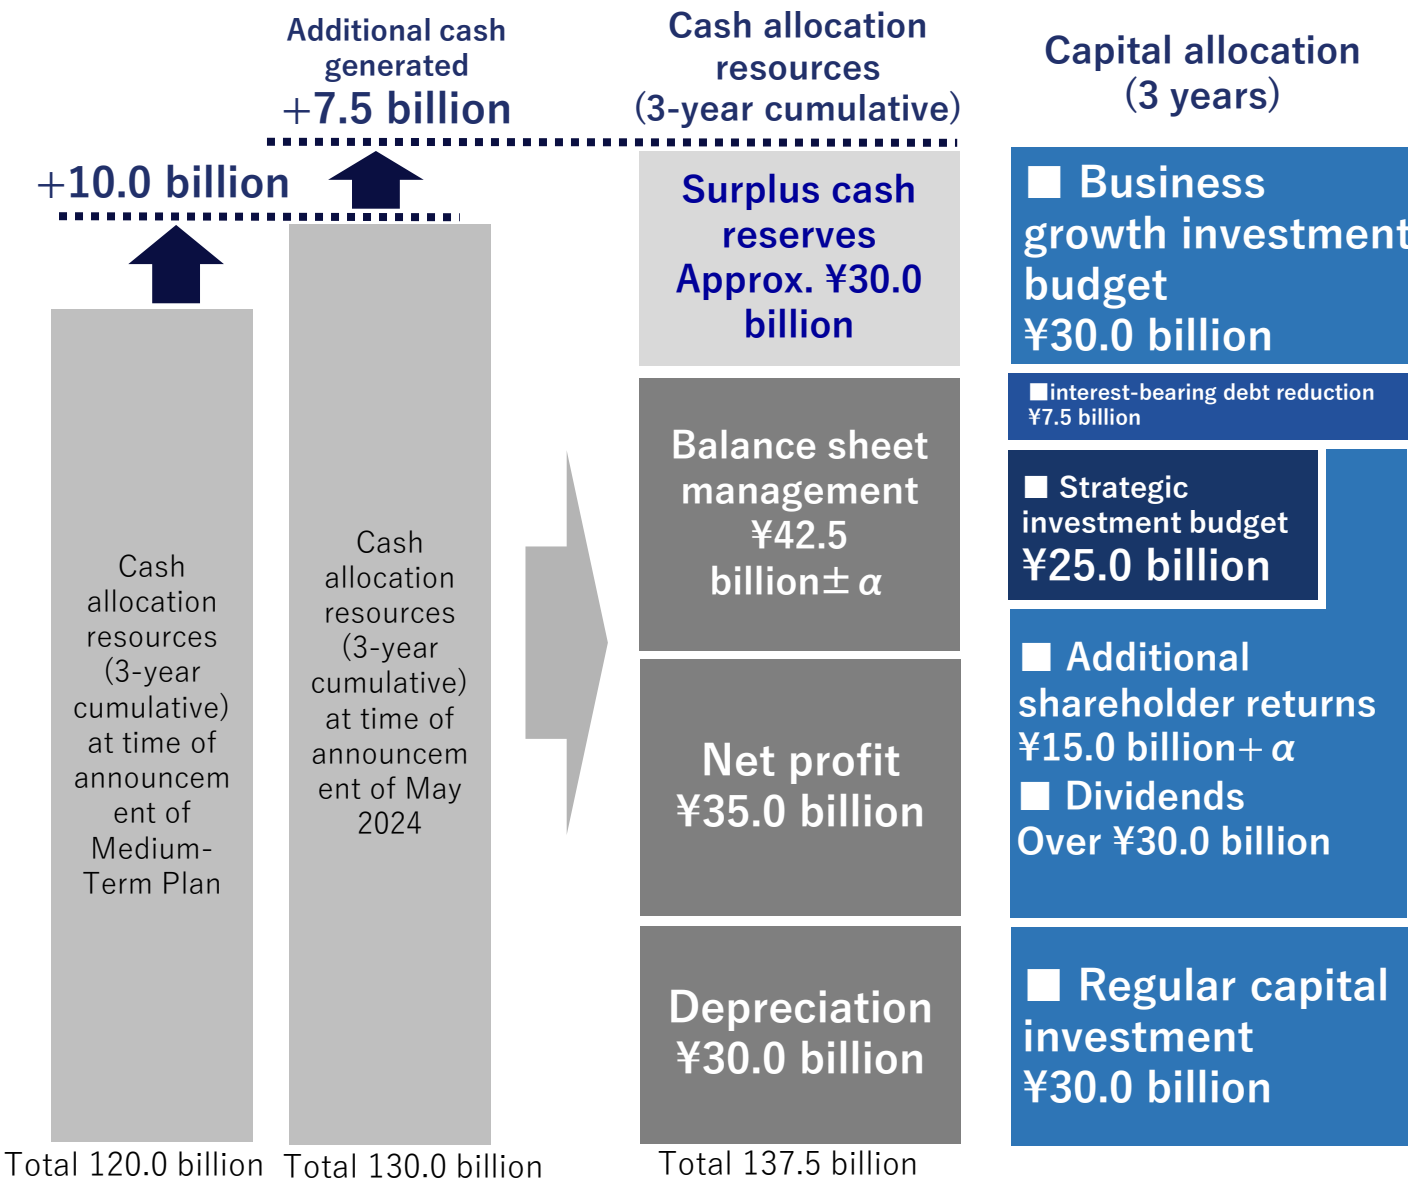 Additional cash
generated
+7.5 billion
+10.0 billion
Cash
allocation
resources
(3-year
cumulative)
at time of
announcem
ent of
Medium-
Term Plan
Total 120.0 billion
Cash
allocation
resources
(3-year
cumulative)
at time of
announcem
ent of May
2024
Total 130.0 billion
Cash allocation
resources
(3-year cumulative)
Surplus cash
reserves
Approx. ¥30.0
billion
Balance sheet
management
¥42.5
billion± α
Net profit
¥35.0 billion
Depreciation
¥30.0 billion
Total 137.5 billion
Capital allocation
(3 years)
■ Business
growth investment
budget
¥30.0 billion
■interest-bearing debt reduction
¥7.5 billion
■ Strategic
investment budget
¥25.0 billion
■ Additional
shareholder returns
¥15.0 billion+ α
■ Dividends
Over ¥30.0 billion
■ Regular capital
investment
¥30.0 billion